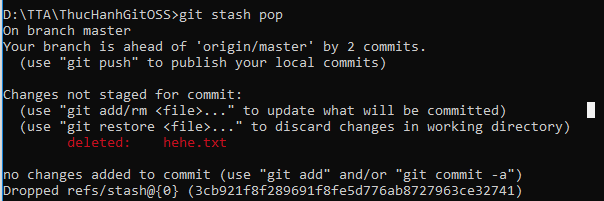 D:\TTA\ThucHanhGitOSS>git stash pop
On branch master
Your branch is ahead of 'origin/master' by 2 commits.
  (use "git push" to publish your local commits)

Changes not staged for commit:
  (use "git add/rm <file>..." to update what will be committed)
  (use "git restore <file>..." to discard changes in working directory)
        deleted:    hehe.txt

no changes added to commit (use "git add" and/or "git commit -a")
Dropped refs/stash@{0} (3cb921f8f289691f8fe5d776ab8727963ce32741)